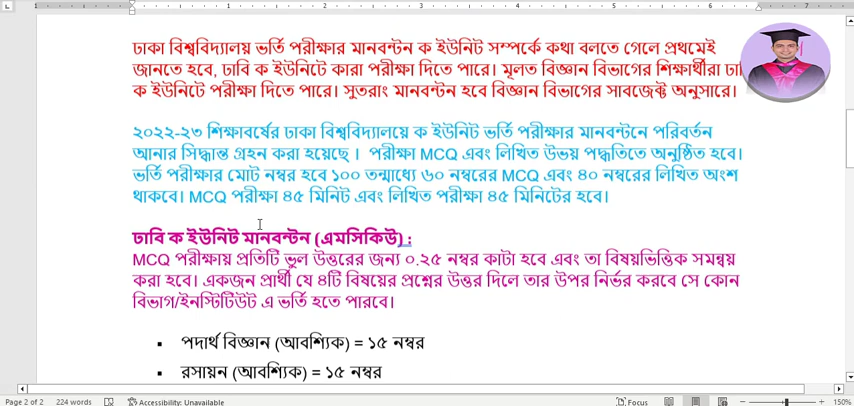 ঢাকা বিশ্ববিদ্যালয় ভর্তি পরীক্ষার মানবন্টন ক ইউনিট সম্পর্কে কথা বলতে গেলে প্রথমেই
জানতে হবে, ঢাবি ক ইউনিটে কারা পরীক্ষা দিতে পারে। মূলত বিজ্ঞান বিভাগের শিক্ষার্থীরা
ক ইউনিটে পরীক্ষা দিতে পারে। সুতরাং মানবন্টন হবে বিজ্ঞান বিভাগের সাবজেক্ট অনুসারে।
২০২২-২৩ শিক্ষাবর্ষের ঢাকা বিশ্ববিদ্যালয়ে ক ইউনিট ভর্তি পরীক্ষার মানবন্টনে পরিবর্তন
আনার সিদ্ধান্ত গ্রহন করা হয়েছে । পরীক্ষা MCQ এবং লিখিত উভয় পদ্ধতিতে অনুষ্ঠিত হবে।
ভর্তি পরীক্ষার মোট নম্বর হবে ১০০ তন্মাধ্যে ৬০ নম্বরের MCQ এবং ৪০ নম্বরের লিখিত অংশ
থাকবে। MCQ পরীক্ষা ৪৫ মিনিট এবং লিখিত পরীক্ষা ৪৫ মিনিটের হবে।
ঢাবি ক ইউনিট মানবন্টন (এমসিকিউ) :
MCQ পরীক্ষায় প্রতিটি ভুল উত্তরের জন্য ০.২৫ নম্বর কাটা হবে এবং তা বিষয়ভিত্তিক সমন্বয়
করা হবে। একজন প্রার্থী যে ৪টি বিষয়ের প্রশ্নের উত্তর দিলে তার উপর নির্ভর করবে সে কোন
বিভাগ/ইনস্টিটিউট এ ভর্তি হতে পারবে।
▪ পদার্থ বিজ্ঞান (আবশ্যিক) = ১৫ নম্বর
▪ রসায়ন (আবশ্যিক) = ১৫ নম্বর
Page 2 of 2 224 words Accessibility: Unavailable Focus 150%